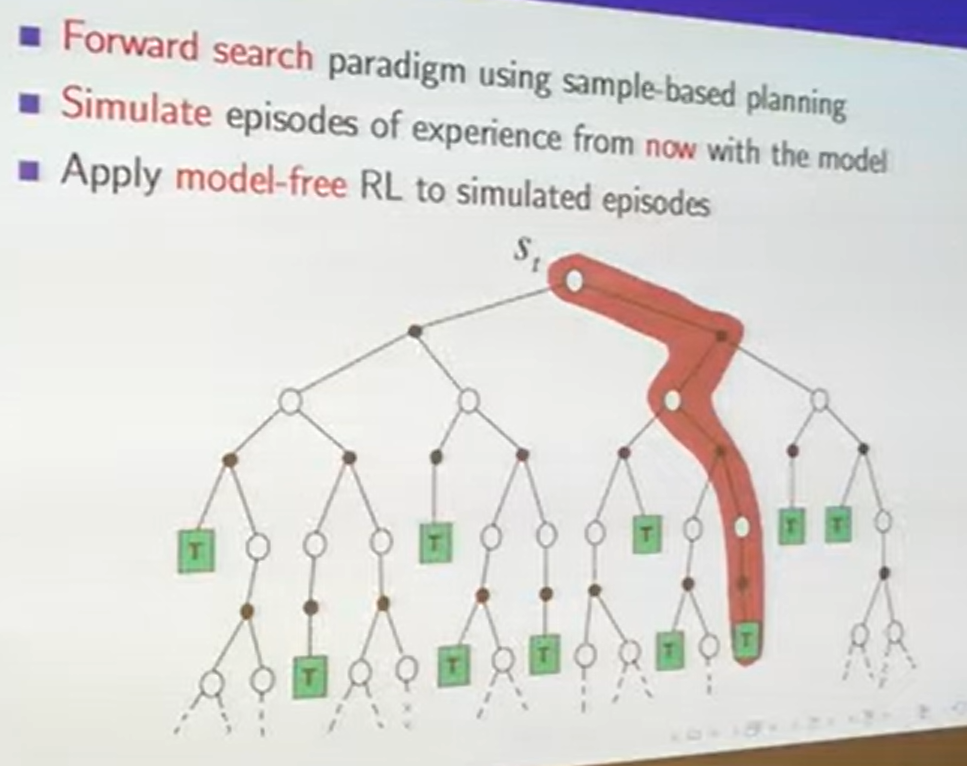 Forward search paradigm using sample-based planning
Simulate episodes of experience from now with the model
Apply model-free RL to simulated episodes
St
T T T T T
T T T T T